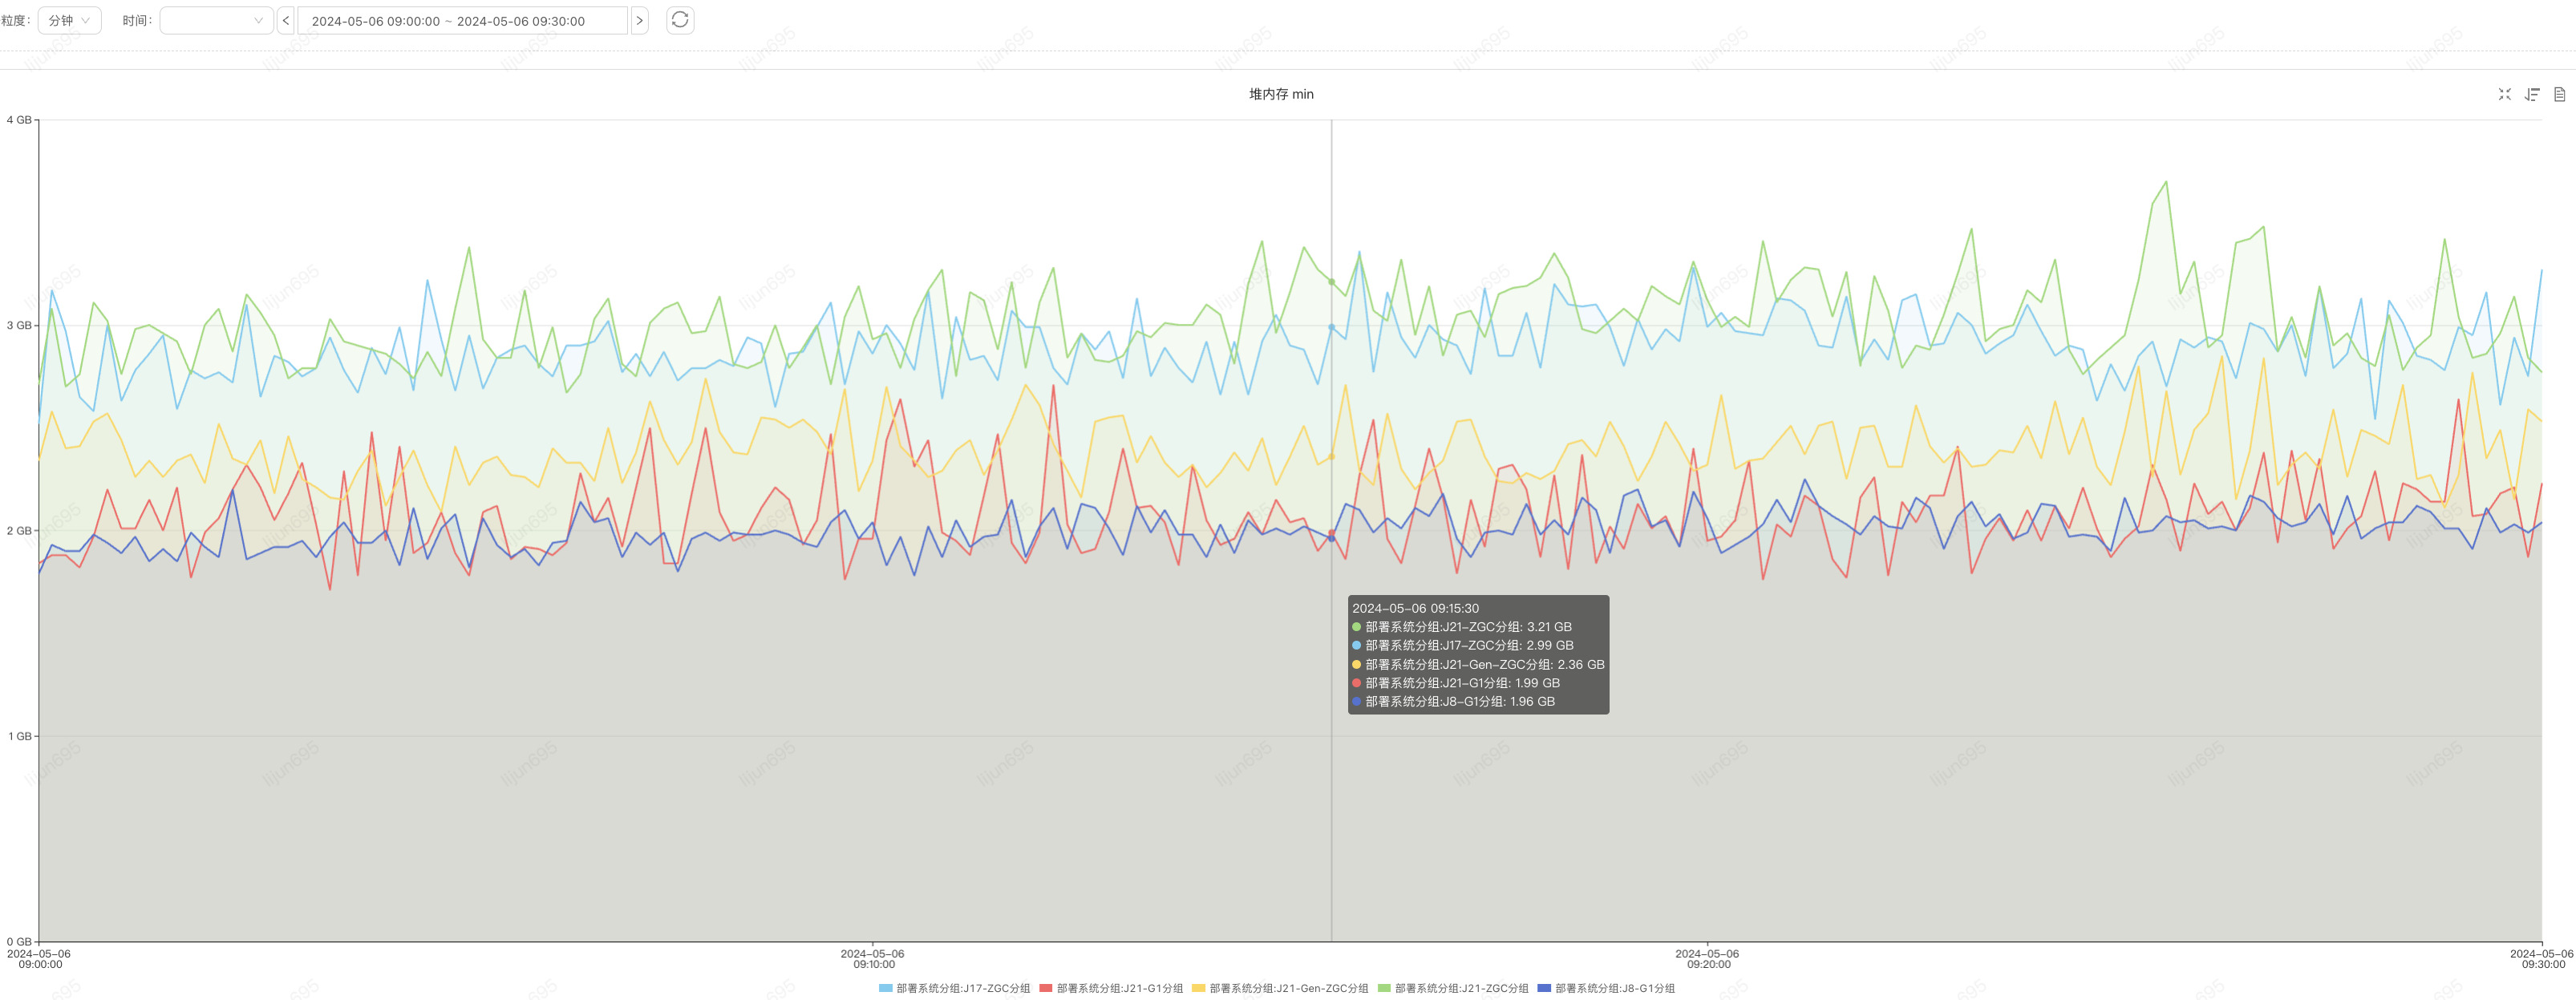 粒度: 分钟 时间: < 2024-05-06 09:00:00 ~ 2024-05-06 09:30:00 >
堆内存 min
4 GB
3 GB
2 GB
1 GB
0 GB
2024-05-06 09:15:30
部署系统分组:J21-ZGC分组: 3.21 GB
部署系统分组:J17-ZGC分组: 2.99 GB
部署系统分组:J21-Gen-ZGC分组: 2.36 GB
部署系统分组:J21-G1分组: 1.99 GB
部署系统分组:J8-G1分组: 1.96 GB
2024-05-06 2024-05-06 2024-05-06 2024-05-06
09:00:00 09:10:00 09:20:00 09:30:00
部署系统分组:J17-ZGC分组 部署系统分组:J21-G1分组 部署系统分组:J21-Gen-ZGC分组 部署系统分组:J21-ZGC分组 部署系统分组:J8-G1分组